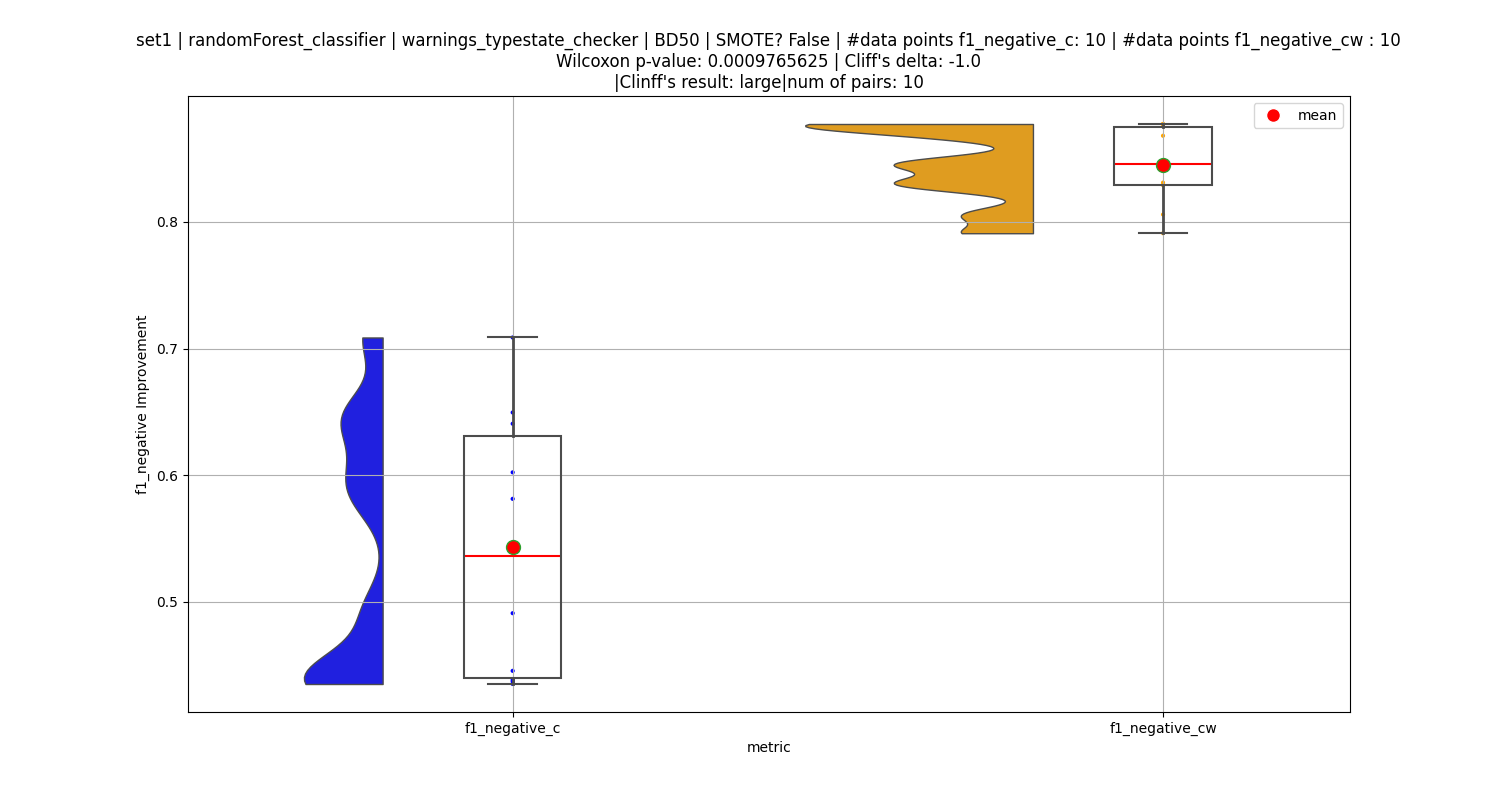 set1 | randomForest_classifier | warnings_typestate_checker | BD50 | SMOTE? False | #data points f1_negative_c: 10 | #data points f1_negative_cw : 10
Wilcoxon p-value: 0.0009765625 | Cliff's delta: -1.0
|Clinff's result: large|num of pairs: 10
mean
0.8
0.7
0.6
0.5
f1_negative Improvement
f1_negative_c
f1_negative_cw
metric